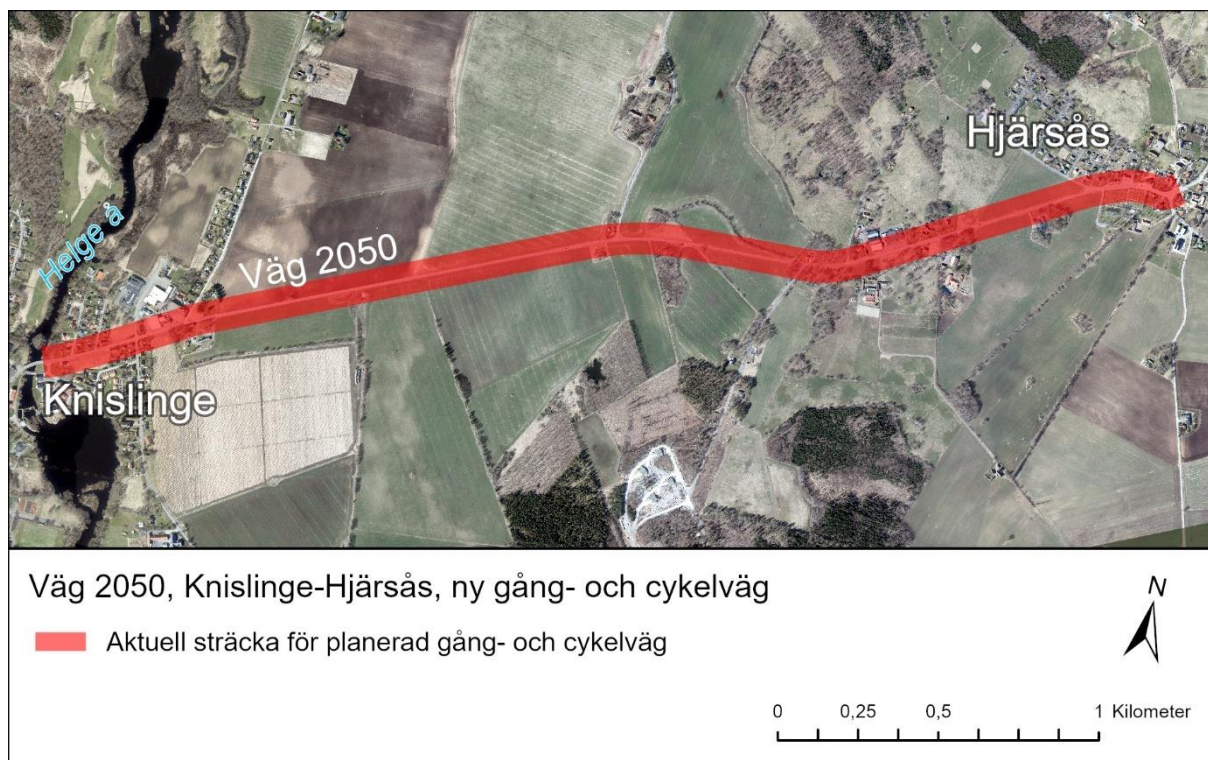 Hjärsås
Helge å
Väg 2050
Knislinge
Väg 2050, Knislinge-Hjärsås, ny gång- och cykelväg
Aktuell sträcka för planerad gång- och cykelväg
N
0 0,25 0,5 1 Kilometer